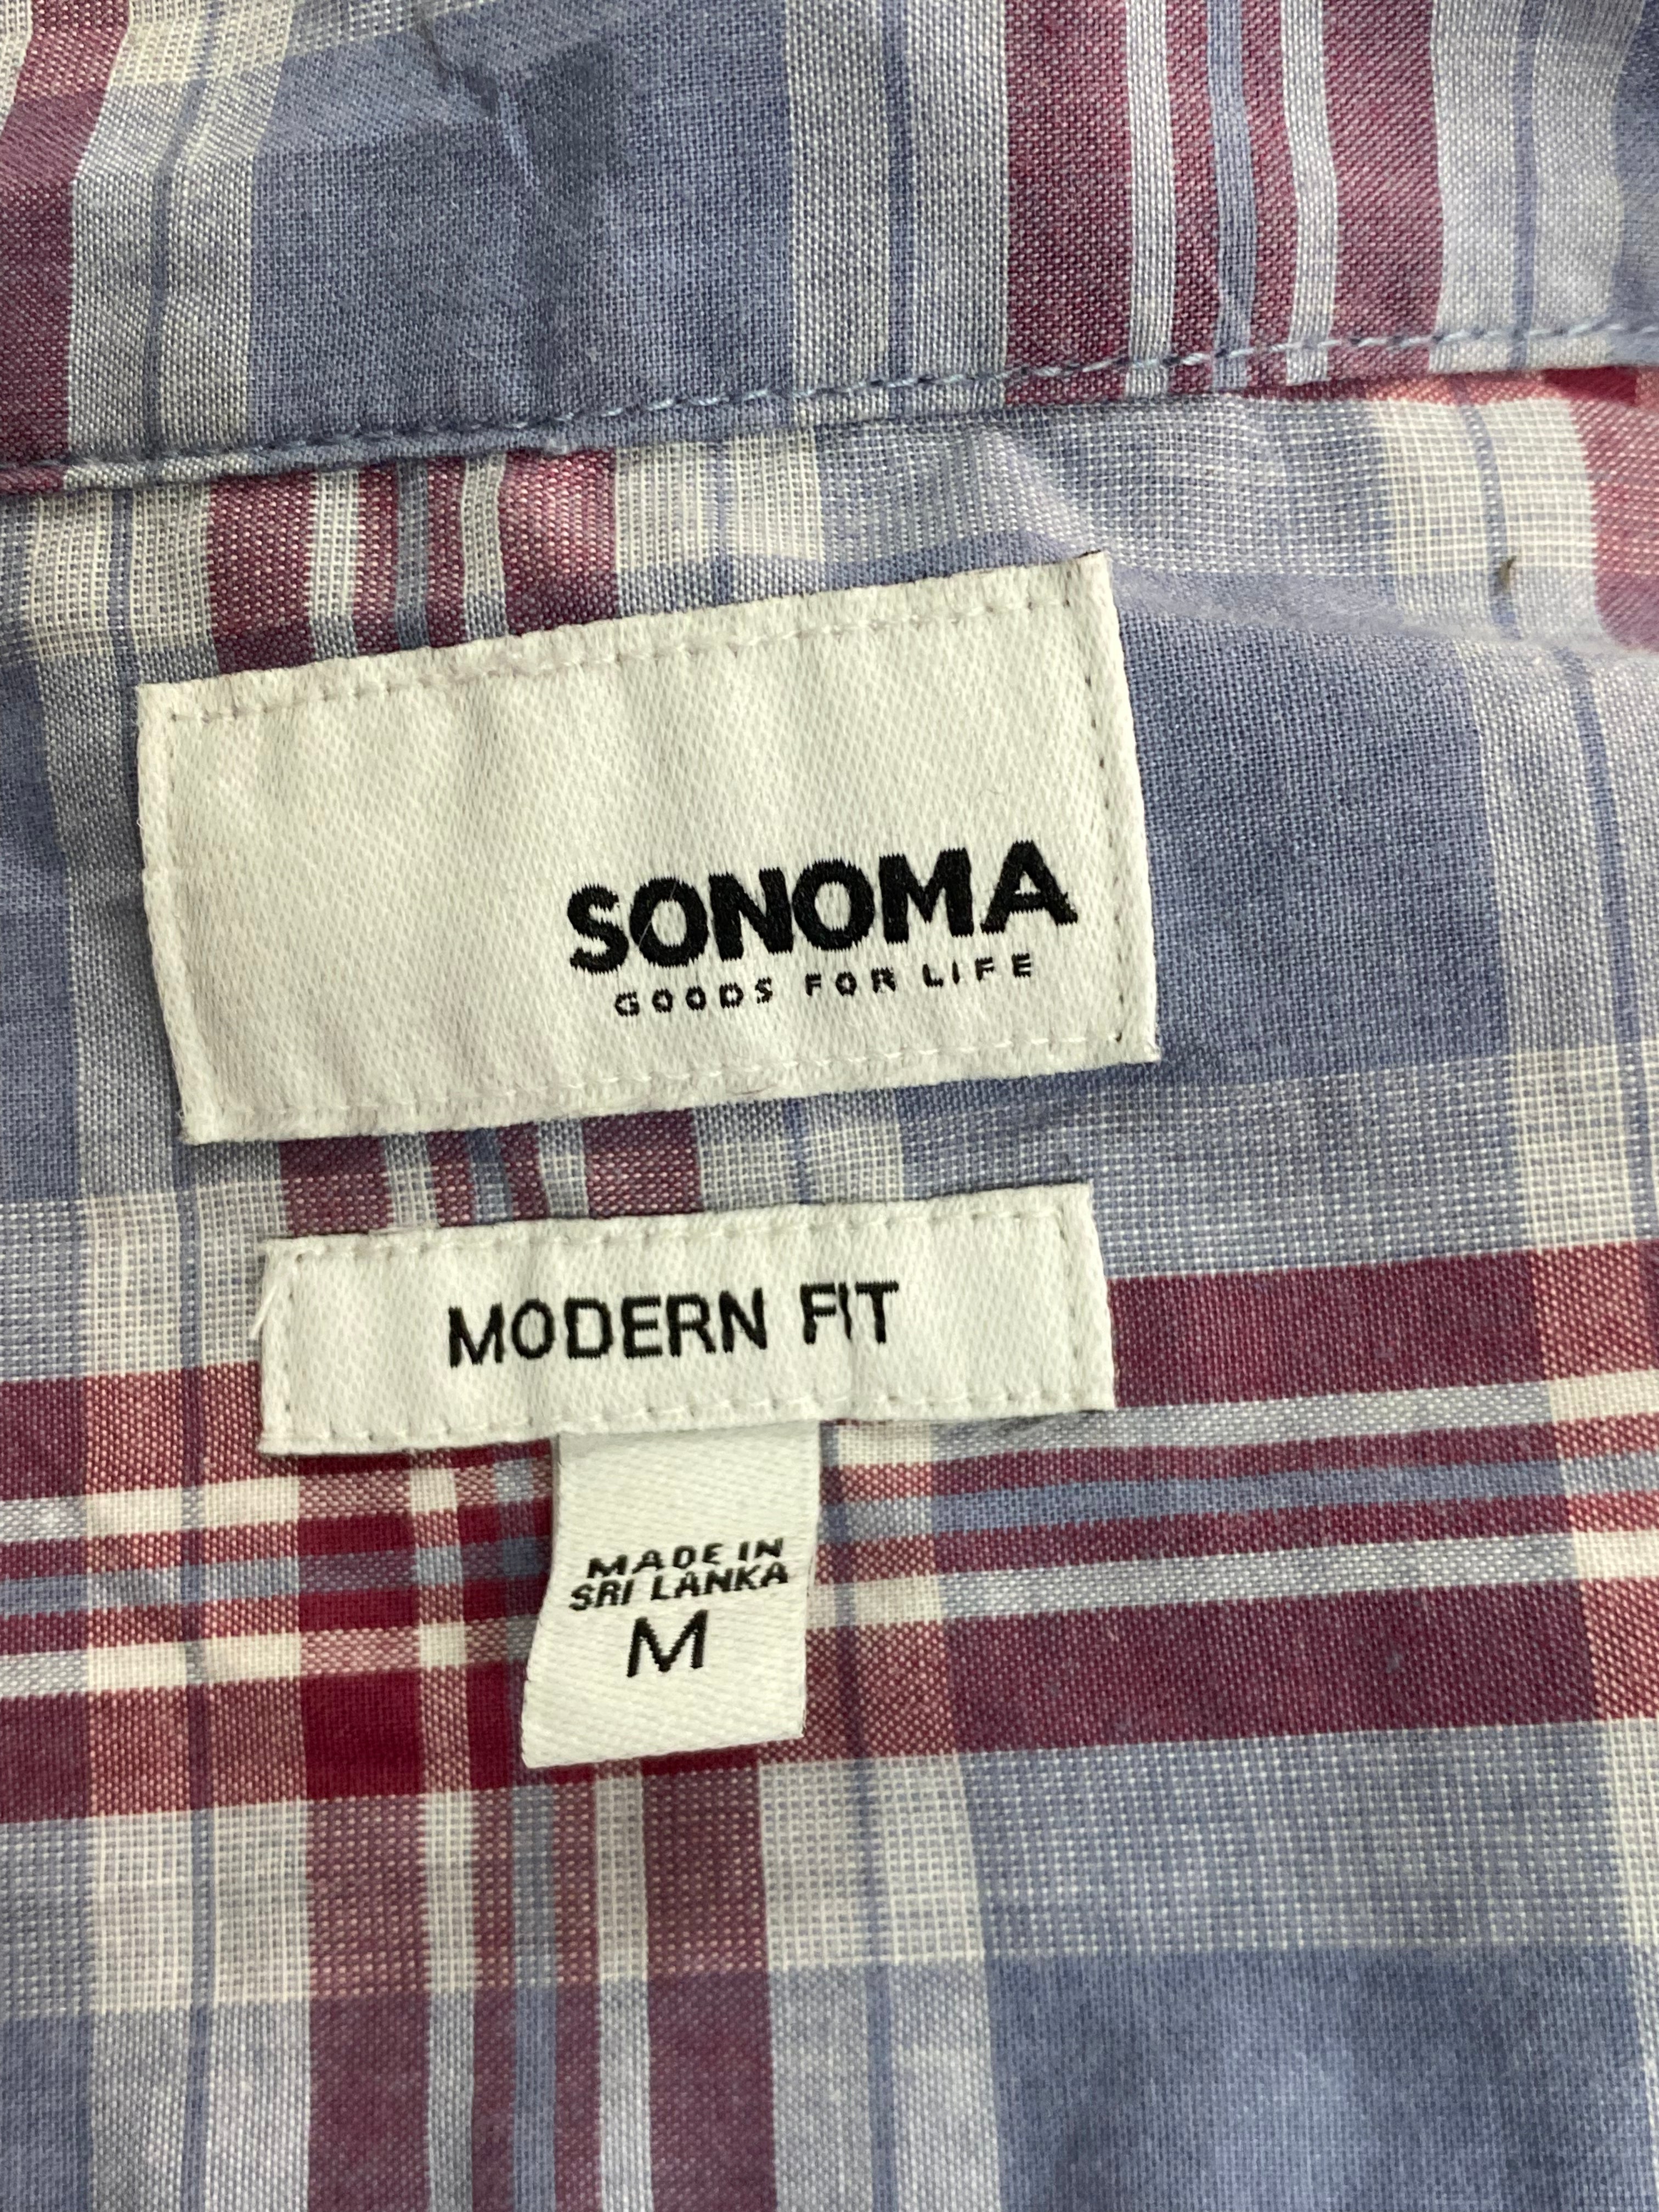 SONOMA
GOODS FOR LIFE
MODERN FIT
MADE IN
SRI LANKA
M